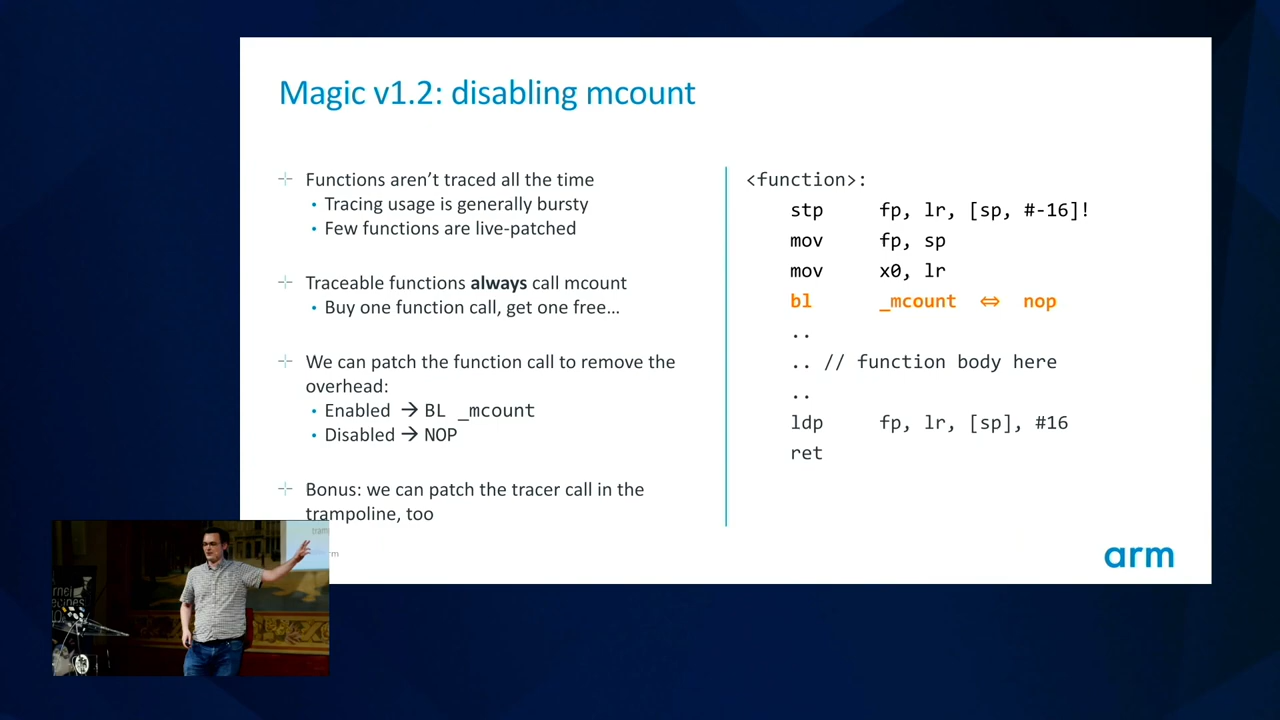 Magic v1.2: disabling mcount
Functions aren't traced all the time
• Tracing usage is generally bursty
• Few functions are live-patched
Traceable functions always call mcount
• Buy one function call, get one free…
We can patch the function call to remove the
overhead:
• Enabled → BL _mcount
• Disabled → NOP
Bonus: we can patch the tracer call in the
trampoline, too
<function>:
stp fp, lr, [sp, #-16]!
mov fp, sp
mov x0, lr
bl _mcount ⇔ nop
..
.. // function body here
..
ldp fp, lr, [sp], #16
ret
arm